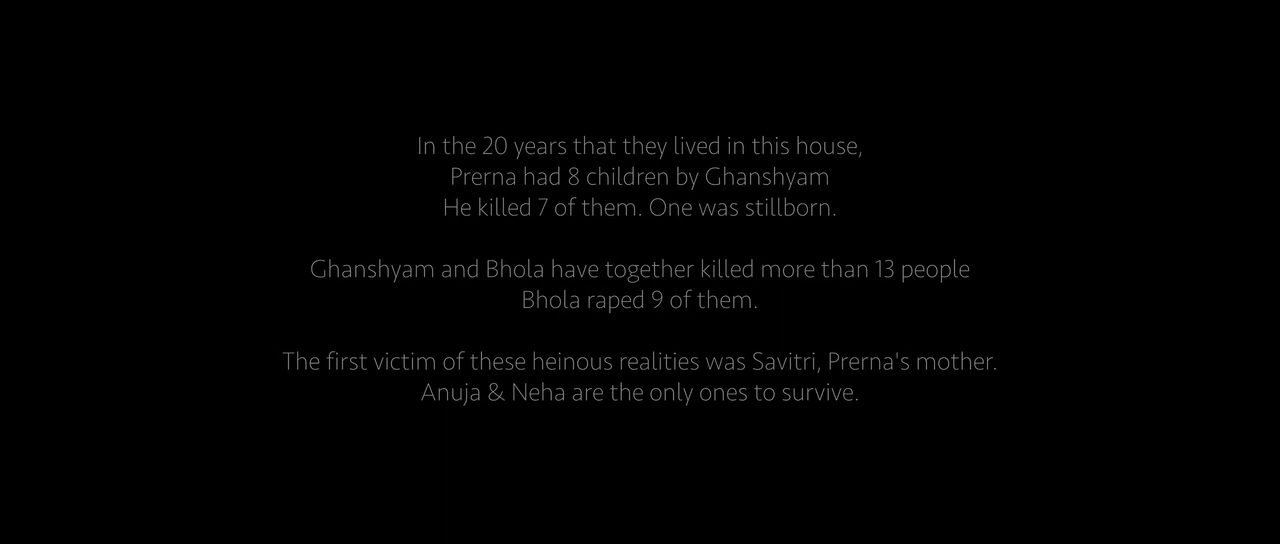 In the 20 years that they lived in this house,
Prerna had 8 children by Ghanshyam
He killed 7 of them. One was stillborn.
Ghanshyam and Bhola have together killed more than 13 people
Bhola raped 9 of them.
The first victim of these heinous realities was Savitri, Prerna's mother.
Anuja & Neha are the only ones to survive.